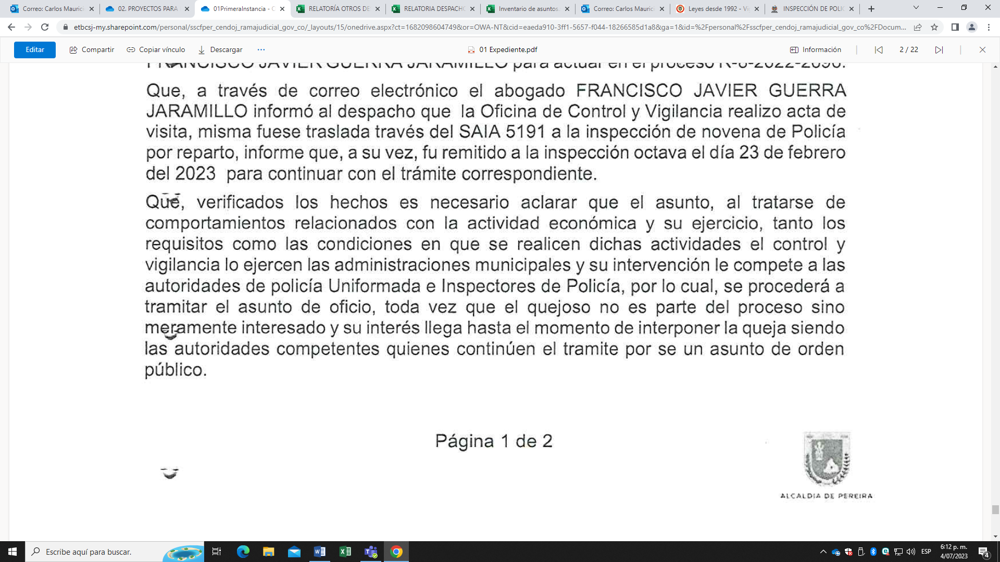 Correo: Carlos Maurici
02. PROYECTOS PARA
01PrimeraInstancia - C
RELATORÍA OTROS DE
RELATORIA DESPACHO
Inventario de asuntos
Correo: Carlos Maurici
Leyes desde 1992 - Vi
INSPECCIÓN DE POLIC
etbcsj-my.sharepoint.com/personal/sscfper_cendoj_ramajudicial_gov_co/_layouts/15/onedrive.aspx?ct=1682098604749&or=OWA-NT&cid=eaeda910-3ff1-5657-f044-18266585d1a8&ga=1&id=%2Fpersonal%2Fsscfper_cendoj_ramajudicial_gov_co%2FDocum...
Editar
Compartir
Copiar vínculo
Descargar
01 Expediente.pdf
Información
2 / 22
FRANCISCO JAVIER GUERRA JARAMILLO para actuar en el proceso R-8-2022-2096.
Que, a través de correo electrónico el abogado FRANCISCO JAVIER GUERRA
JARAMILLO informó al despacho que la Oficina de Control y Vigilancia realizo acta de
visita, misma fuese traslada través del SAIA 5191 a la inspección de novena de Policía
por reparto, informe que, a su vez, fu remitido a la inspección octava el día 23 de febrero
del 2023 para continuar con el trámite correspondiente.
Que, verificados los hechos es necesario aclarar que el asunto, al tratarse de
comportamientos relacionados con la actividad económica y su ejercicio, tanto los
requisitos como las condiciones en que se realicen dichas actividades el control y
vigilancia lo ejercen las administraciones municipales y su intervención le compete a las
autoridades de policía Uniformada e Inspectores de Policía, por lo cual, se procederá a
tramitar el asunto de oficio, toda vez que el quejoso no es parte del proceso sino
meramente interesado y su interés llega hasta el momento de interponer la queja siendo
las autoridades competentes quienes continúen el tramite por se un asunto de orden
público.
Página 1 de 2
ALCALDIA DE PEREIRA
Escribe aquí para buscar.
ESP
6:12 p. m.
4/07/2023
4